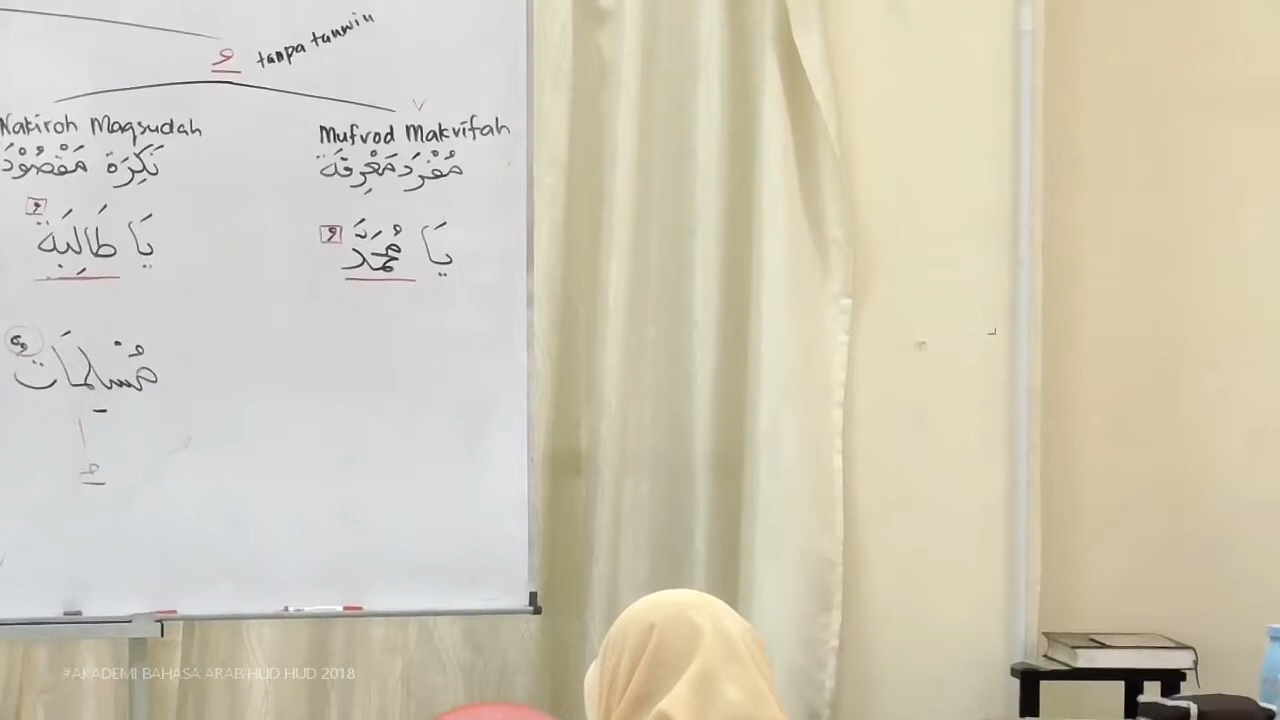 و tanpa tanwin
Nakiroh Maqsudah
Mufrod Makrifah
نَكِرَة مَقْصُوْدَ
مُفْرَد مَعْرِفَة
يَا طَالِبَة و
يَا مُحَمَّدَ و
مُسْلِمَات و
#AKADEMI BAHASA ARAB HUD HUD 2018